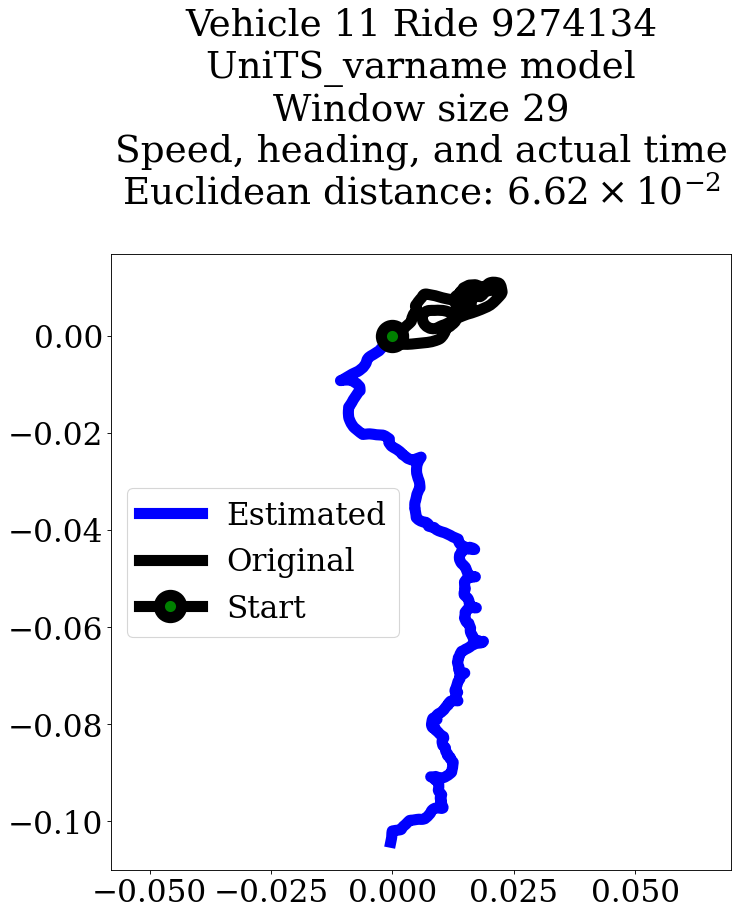 Vehicle 11 Ride 9274134
UniTS_varname model
Window size 29
Speed, heading, and actual time
Euclidean distance: 6.62 × 10⁻²
0.00
−0.02
−0.04
−0.06
−0.08
−0.10
Estimated
Original
Start
−0.050 −0.025 0.000 0.025 0.050